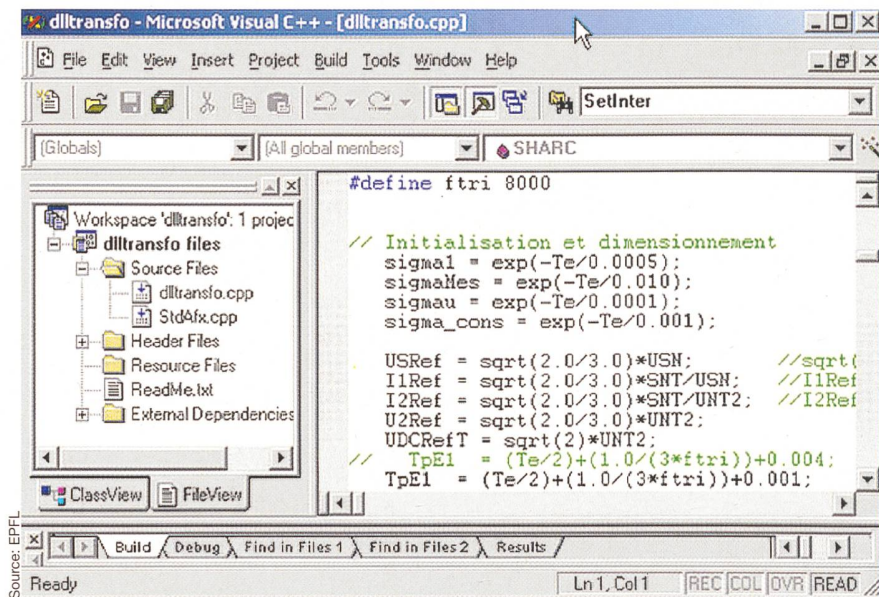 dlltransfo - Microsoft Visual C++ - [dlltransfo.cpp]
File Edit View Insert Project Build Tools Window Help
SetInter
(Globals) (All global members) SHARC
Workspace 'dlltransfo': 1 projec
dlltransfo files
Source Files
dlltransfo.cpp
StdAfx.cpp
Header Files
Resource Files
ReadMe.txt
External Dependencies
ClassView FileView
#define ftri 8000
// Initialisation et dimensionnement
sigma1 = exp(-Te/0.0005);
sigmaMes = exp(-Te/0.010);
sigmau = exp(-Te/0.0001);
sigma_cons = exp(-Te/0.001);
USRef = sqrt(2.0/3.0)*USN; //sqrt(
I1Ref = sqrt(2.0/3.0)*SNT/USN; //I1Ref
I2Ref = sqrt(2.0/3.0)*SNT/UNT2; //I2Ref
U2Ref = sqrt(2.0/3.0)*UNT2;
UDCRefT = sqrt(2)*UNT2;
// TpE1 = (Te/2)+(1.0/(3*ftri))+0.004;
TpE1 = (Te/2)+(1.0/(3*ftri))+0.001;
Build Debug Find in Files 1 Find in Files 2 Results
Ready Ln 1, Col 1 REC COL OVR READ
Source: EPFL